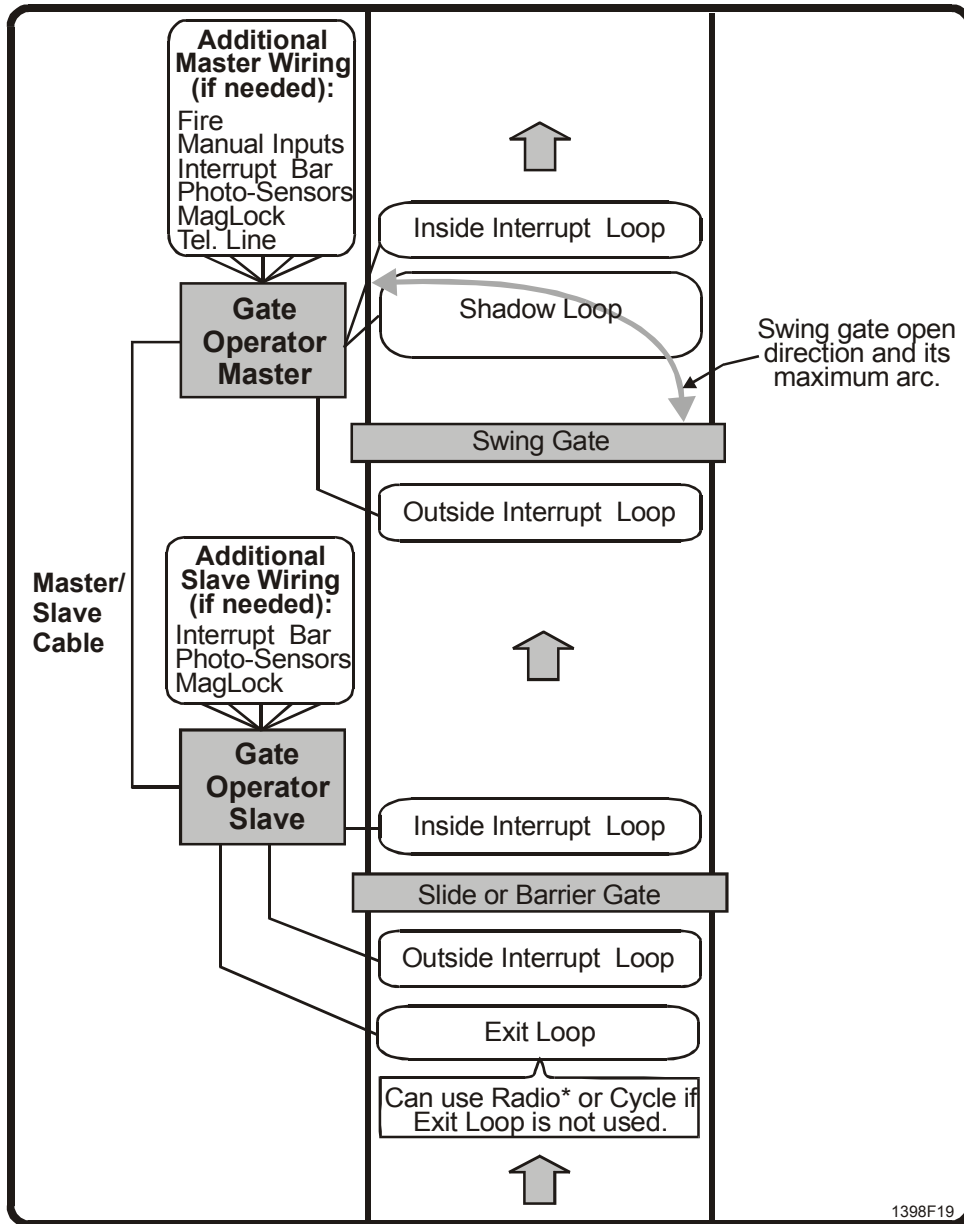 Additional
Master Wiring
(if needed):
Fire
Manual Inputs
Interrupt Bar
Photo-Sensors
MagLock
Tel. Line
Inside Interrupt Loop
Gate
Operator
Master
Shadow Loop
Swing gate open
direction and its
maximum arc.
Swing Gate
Outside Interrupt Loop
Master/
Slave
Cable
Additional
Slave Wiring
(if needed):
Interrupt Bar
Photo-Sensors
MagLock
Gate
Operator
Slave
Inside Interrupt Loop
Slide or Barrier Gate
Outside Interrupt Loop
Exit Loop
Can use Radio* or Cycle if
Exit Loop is not used.
1398F19